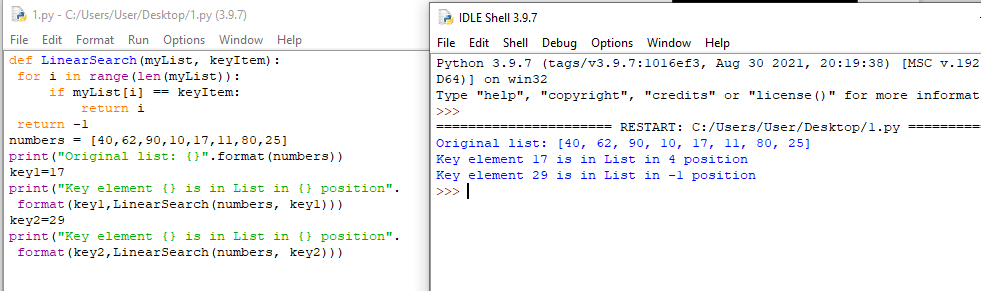 1.py - C:/Users/User/Desktop/1.py (3.9.7)
File Edit Format Run Options Window Help
def LinearSearch(myList, keyItem):
 for i in range(len(myList)):
     if myList[i] == keyItem:
         return i
 return -1
numbers = [40,62,90,10,17,11,80,25]
print("Original list: {}".format(numbers))
key1=17
print("Key element {} is in List in {} position".
 format(key1,LinearSearch(numbers, key1)))
key2=29
print("Key element {} is in List in {} position".
 format(key2,LinearSearch(numbers, key2)))
IDLE Shell 3.9.7
File Edit Shell Debug Options Window Help
Python 3.9.7 (tags/v3.9.7:1016ef3, Aug 30 2021, 20:19:38) [MSC v.192
D64)] on win32
Type "help", "copyright", "credits" or "license()" for more informat
>>>
====================== RESTART: C:/Users/User/Desktop/1.py =========
Original list: [40, 62, 90, 10, 17, 11, 80, 25]
Key element 17 is in List in 4 position
Key element 29 is in List in -1 position
>>>